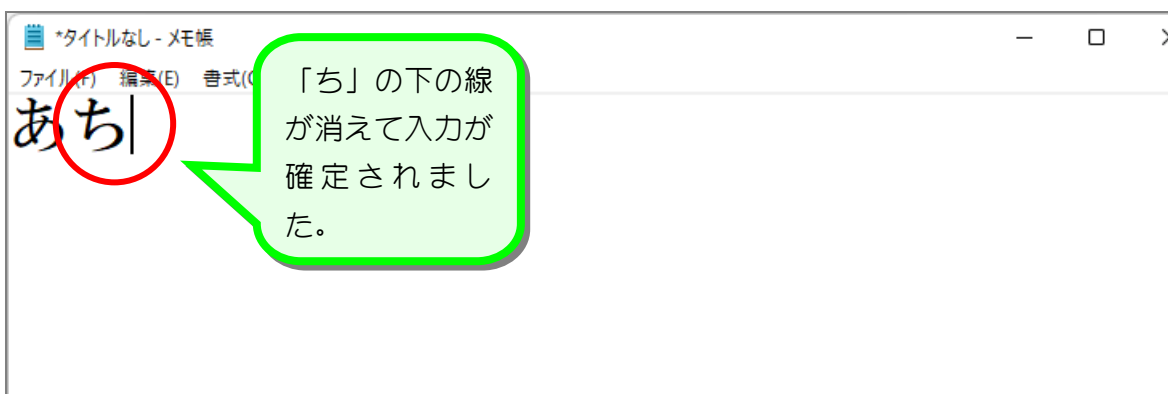 *タイトルなし - メモ帳
ファイル(F) 編集(E) 書式(
あち
「ち」の下の線
が消えて入力が
確定されまし
た。